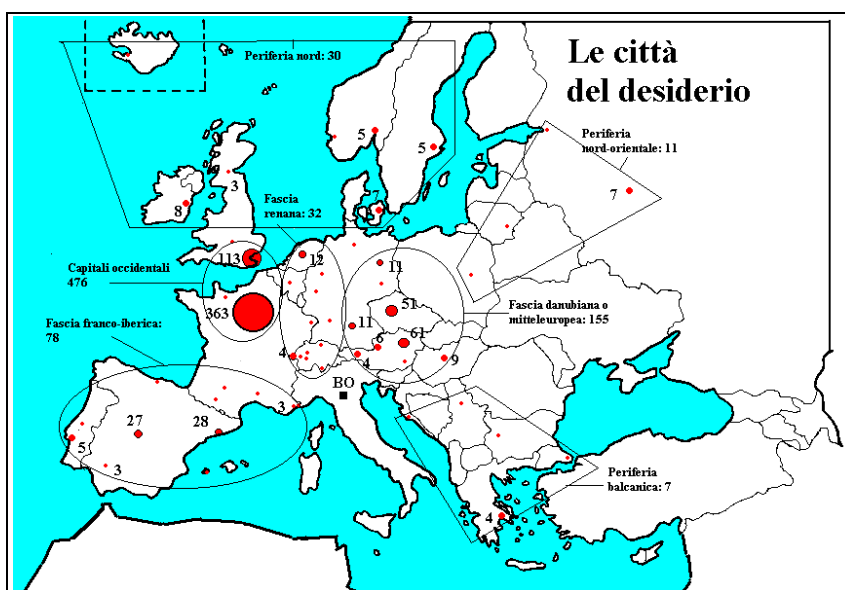 Le città
del desiderio
Periferia nord: 30
Periferia
nord-orientale: 11
5
5
3
7
7
8
Fascia
renana: 32
113
12
11
Capitali occidentali
476
363
51
Fascia danubiana o
mitteleuropea: 155
11
61
Fascia franco-iberica:
78
6
4
4
9
BO
3
27
28
5
3
Periferia
balcanica: 7
4